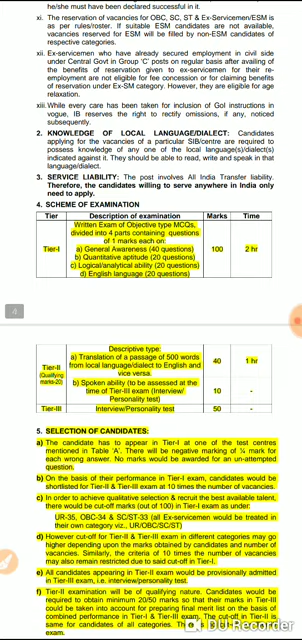 he/she must have been declared successful in it.
xi. The reservation of vacancies for OBC, SC, ST & Ex-Servicemen/ESM is
as per rules/roster. If suitable ESM candidates are not available,
vacancies reserved for ESM will be filled by non-ESM candidates of
respective categories.
xii. Ex-servicemen who have already secured employment in civil side
under Central Govt in Group 'C' posts on regular basis after availing of
the benefits of reservation given to ex-servicemen for their re-
employment are not eligible for fee concession or for claiming benefits
of reservation under Ex-SM category. However, they are eligible for age
relaxation.
xiii. While every care has been taken for inclusion of GoI instructions in
vogue, IB reserves the right to rectify omissions, if any, noticed
subsequently.
2. KNOWLEDGE OF LOCAL LANGUAGE/DIALECT: Candidates
applying for the vacancies of a particular SIB/centre are required to
possess knowledge of any one of the local language(s)/dialect(s)
indicated against it. They should be able to read, write and speak in that
language/dialect.
3. SERVICE LIABILITY: The post involves All India Transfer liability.
Therefore, the candidates willing to serve anywhere in India only
need to apply.
4. SCHEME OF EXAMINATION
Tier Description of examination Marks Time
Tier-I Written Exam of Objective type MCQs,
divided into 4 parts containing questions
of 1 marks each on:
a) General Awareness (40 questions) 100 2 hr
b) Quantitative aptitude (20 questions)
c) Logical/analytical ability (20 questions)
d) English language (20 questions)
4
Tier-II
(Qualifying
marks-20)
Descriptive type:
a) Translation of a passage of 500 words 40 1 hr
from local language/dialect to English and
vice versa.
b) Spoken ability (to be assessed at the
time of Tier-III exam (Interview/ 10 -
Personality test)
Tier-III Interview/Personality test 50 -
5. SELECTION OF CANDIDATES:
a) The candidate has to appear in Tier-I at one of the test centres
mentioned in Table 'A'. There will be negative marking of ¼ mark for
each wrong answer. No marks would be awarded for an un-attempted
question.
b) On the basis of their performance in Tier-I exam, candidates would be
shortlisted for Tier-II & Tier-III exam at 10 times the number of vacancies.
c) In order to achieve qualitative selection & recruit the best available talent,
there would be cut-off marks (out of 100) in Tier-I exam as under:
UR-35, OBC-34 & SC/ST-33 (all Ex-servicemen would be treated in
their own category viz., UR/OBC/SC/ST)
d) However cut-off for Tier-II & Tier-III exam in different categories may go
higher depending upon the marks obtained by candidates and number of
vacancies. Similarly, the criteria of 10 times the number of vacancies
may also remain restricted due to said cut-off in Tier-I.
e) All candidates appearing in Tier-II exam would be provisionally admitted
in Tier-III exam, i.e. interview/personality test.
f) Tier-II examination will be of qualifying nature. Candidates would be
required to obtain minimum 20/50 marks so that their marks in Tier-III
could be taken into account for preparing final merit list on the basis of
combined performance in Tier-I & Tier-III exam. The cut-off in Tier-II is
same for candidates of all categories.
exam.